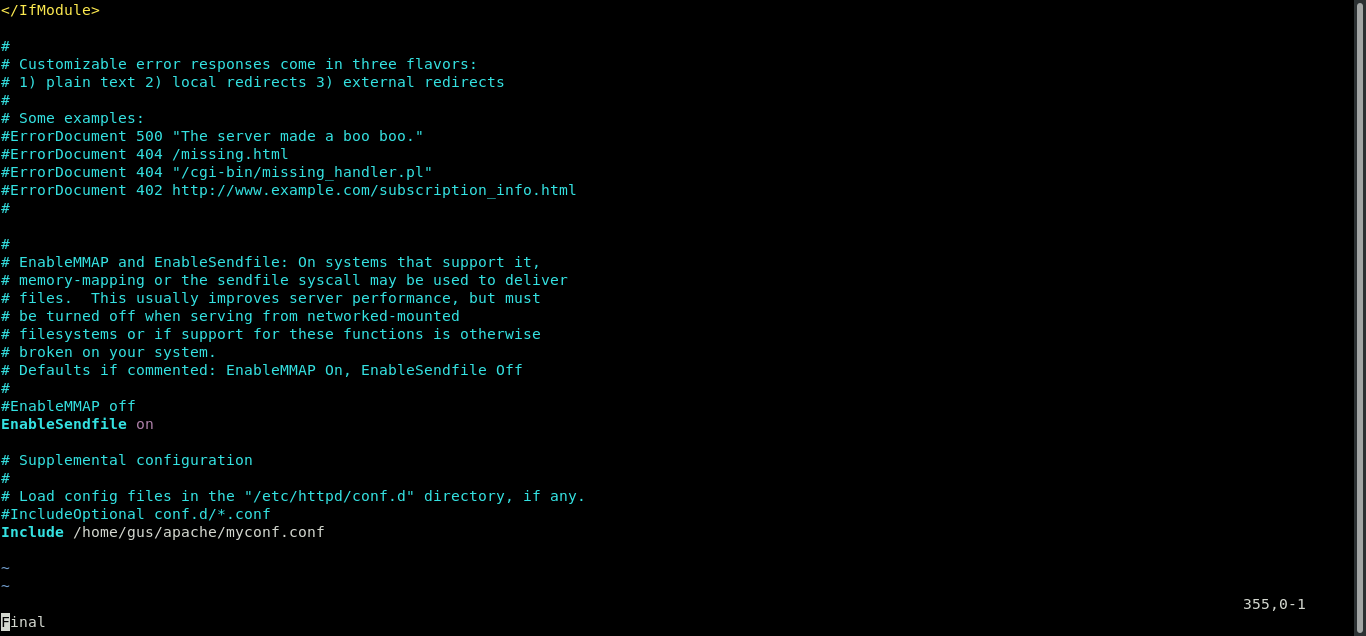 </IfModule>
#
# Customizable error responses come in three flavors:
# 1) plain text 2) local redirects 3) external redirects
#
# Some examples:
#ErrorDocument 500 "The server made a boo boo."
#ErrorDocument 404 /missing.html
#ErrorDocument 404 "/cgi-bin/missing_handler.pl"
#ErrorDocument 402 http://www.example.com/subscription_info.html
#
#
# EnableMMAP and EnableSendfile: On systems that support it,
# memory-mapping or the sendfile syscall may be used to deliver
# files.  This usually improves server performance, but must
# be turned off when serving from networked-mounted
# filesystems or if support for these functions is otherwise
# broken on your system.
# Defaults if commented: EnableMMAP On, EnableSendfile Off
#
#EnableMMAP off
EnableSendfile on
# Supplemental configuration
#
# Load config files in the "/etc/httpd/conf.d" directory, if any.
#IncludeOptional conf.d/*.conf
Include /home/gus/apache/myconf.conf
~
~
355,0-1
Final